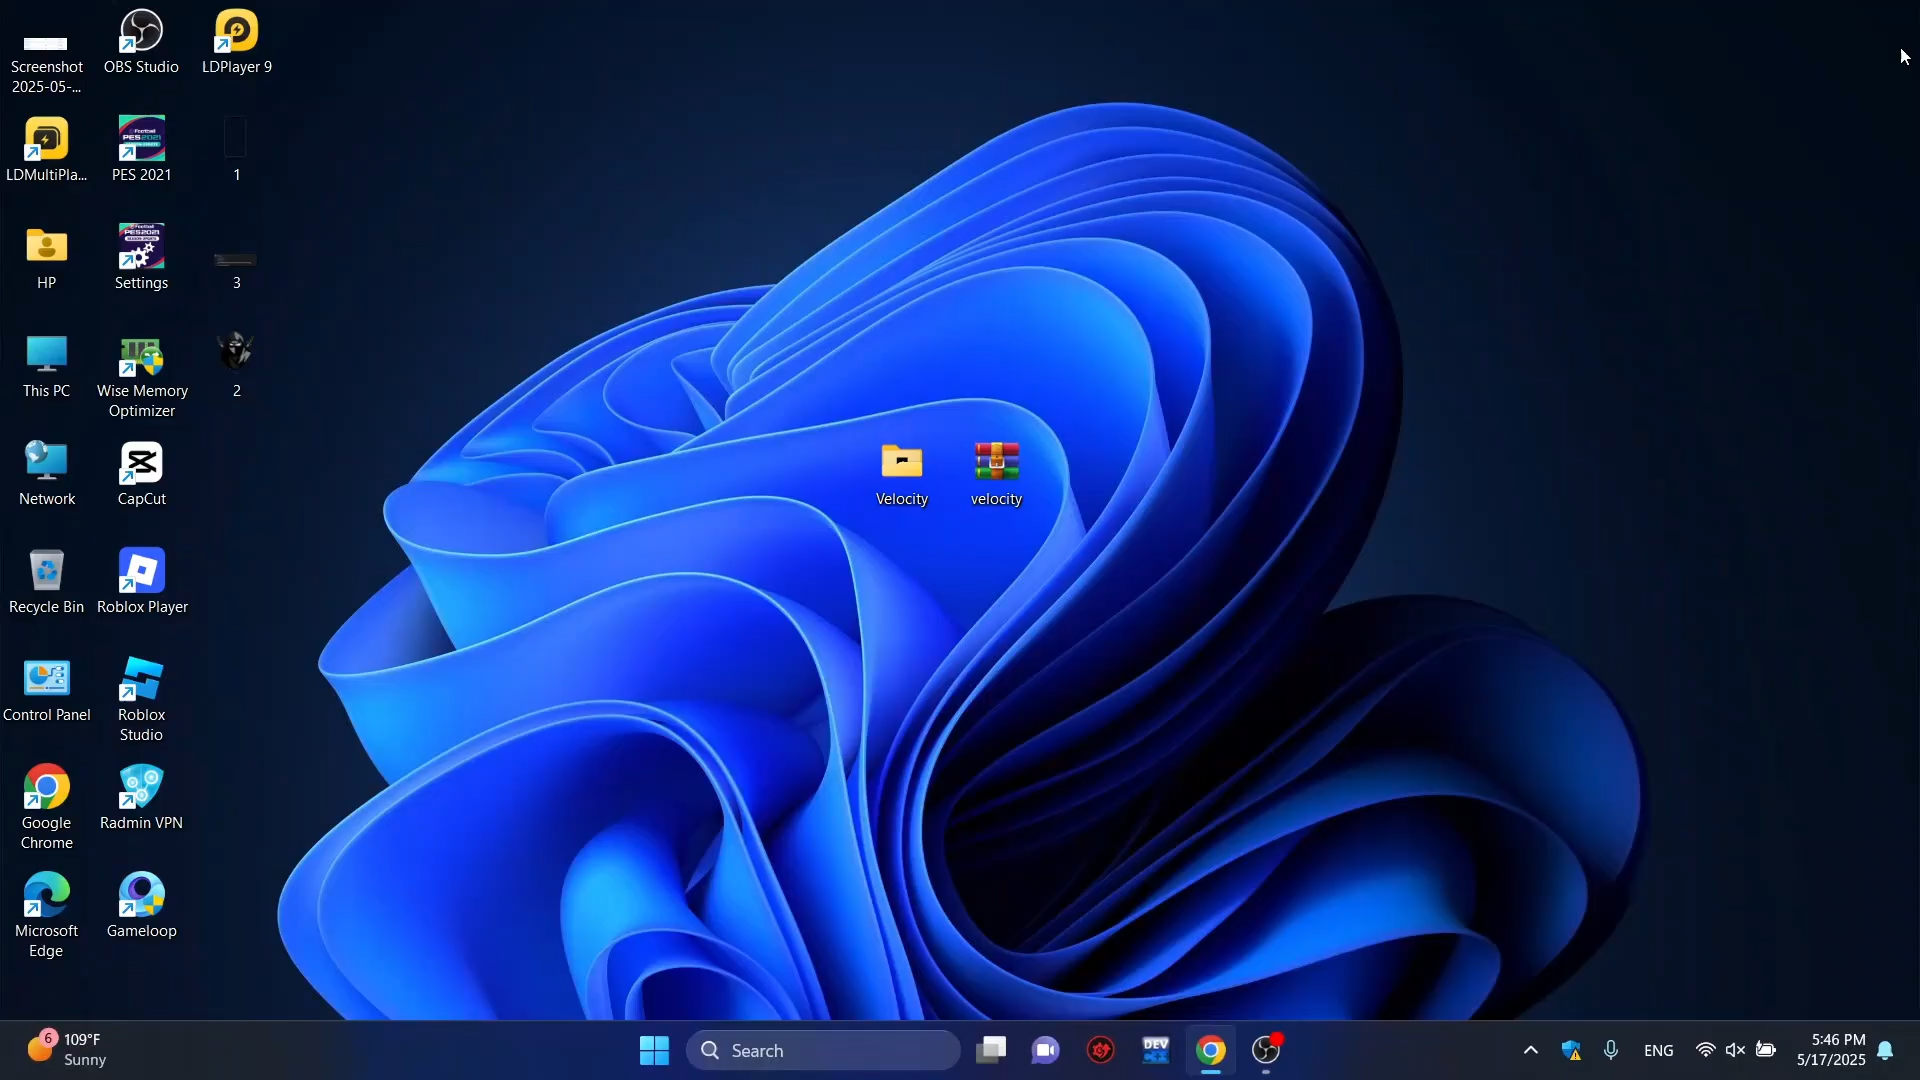 Screenshot
2025-05-...
OBS Studio
LDPlayer 9
LDMultiPla...
PES 2021
1
HP
Settings
3
This PC
Wise Memory
Optimizer
2
Network
CapCut
Velocity
velocity
Recycle Bin
Roblox Player
Control Panel
Roblox
Studio
Google
Chrome
Radmin VPN
Microsoft
Edge
Gameloop
6
109°F
Sunny
Search
DEV
ENG
5:46 PM
5/17/2025